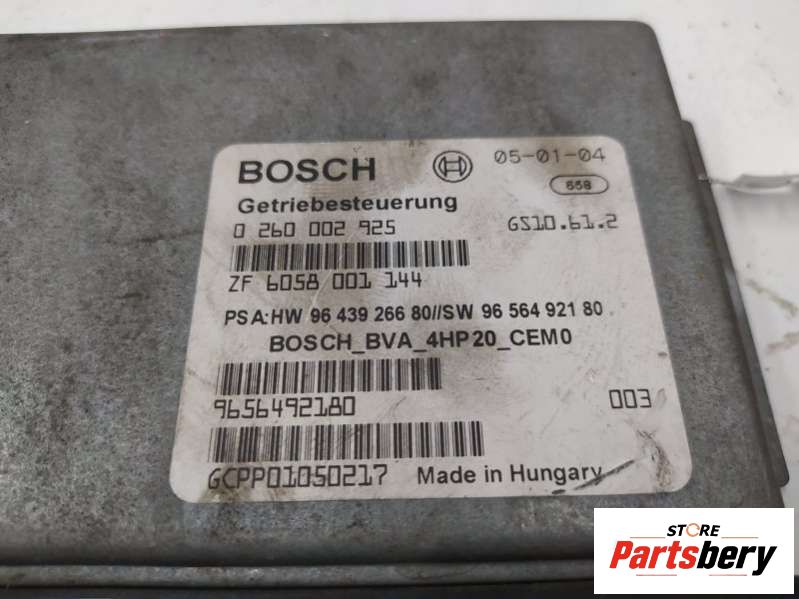 BOSCH
05-01-04
658
Getriebesteuerung
0 260 002 925
GS10.61.2
ZF 6058 001 144
PSA:HW 96 439 266 80//SW 96 564 921 80
BOSCH_BVA_4HP20_CEM0
9656492180
003
GCPP01050217
Made in Hungary
STORE
Partsbery